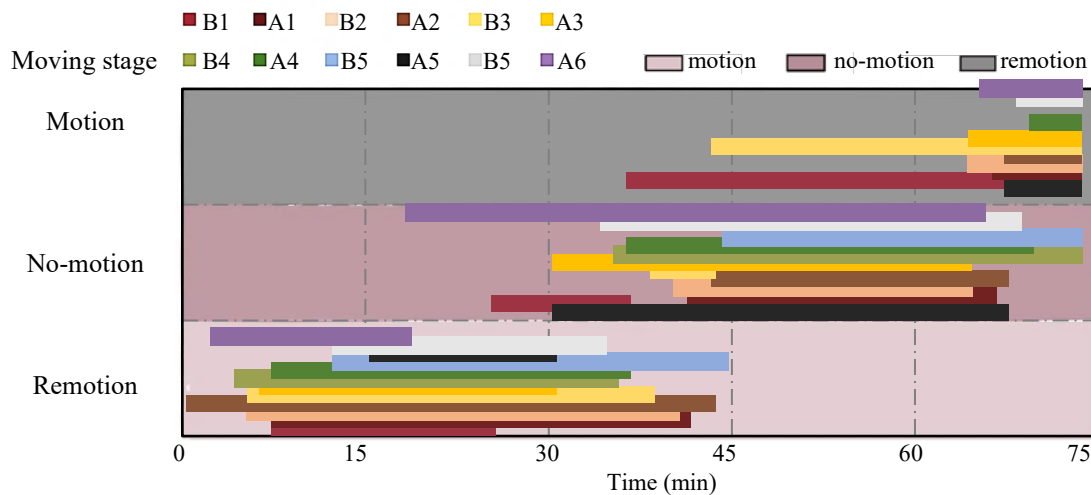 B1 A1 B2 A2 B3 A3
Moving stage B4 A4 B5 A5 B5 A6 motion no-motion remotion
Motion
No-motion
Remotion
0 15 30 45 60 75
Time (min)